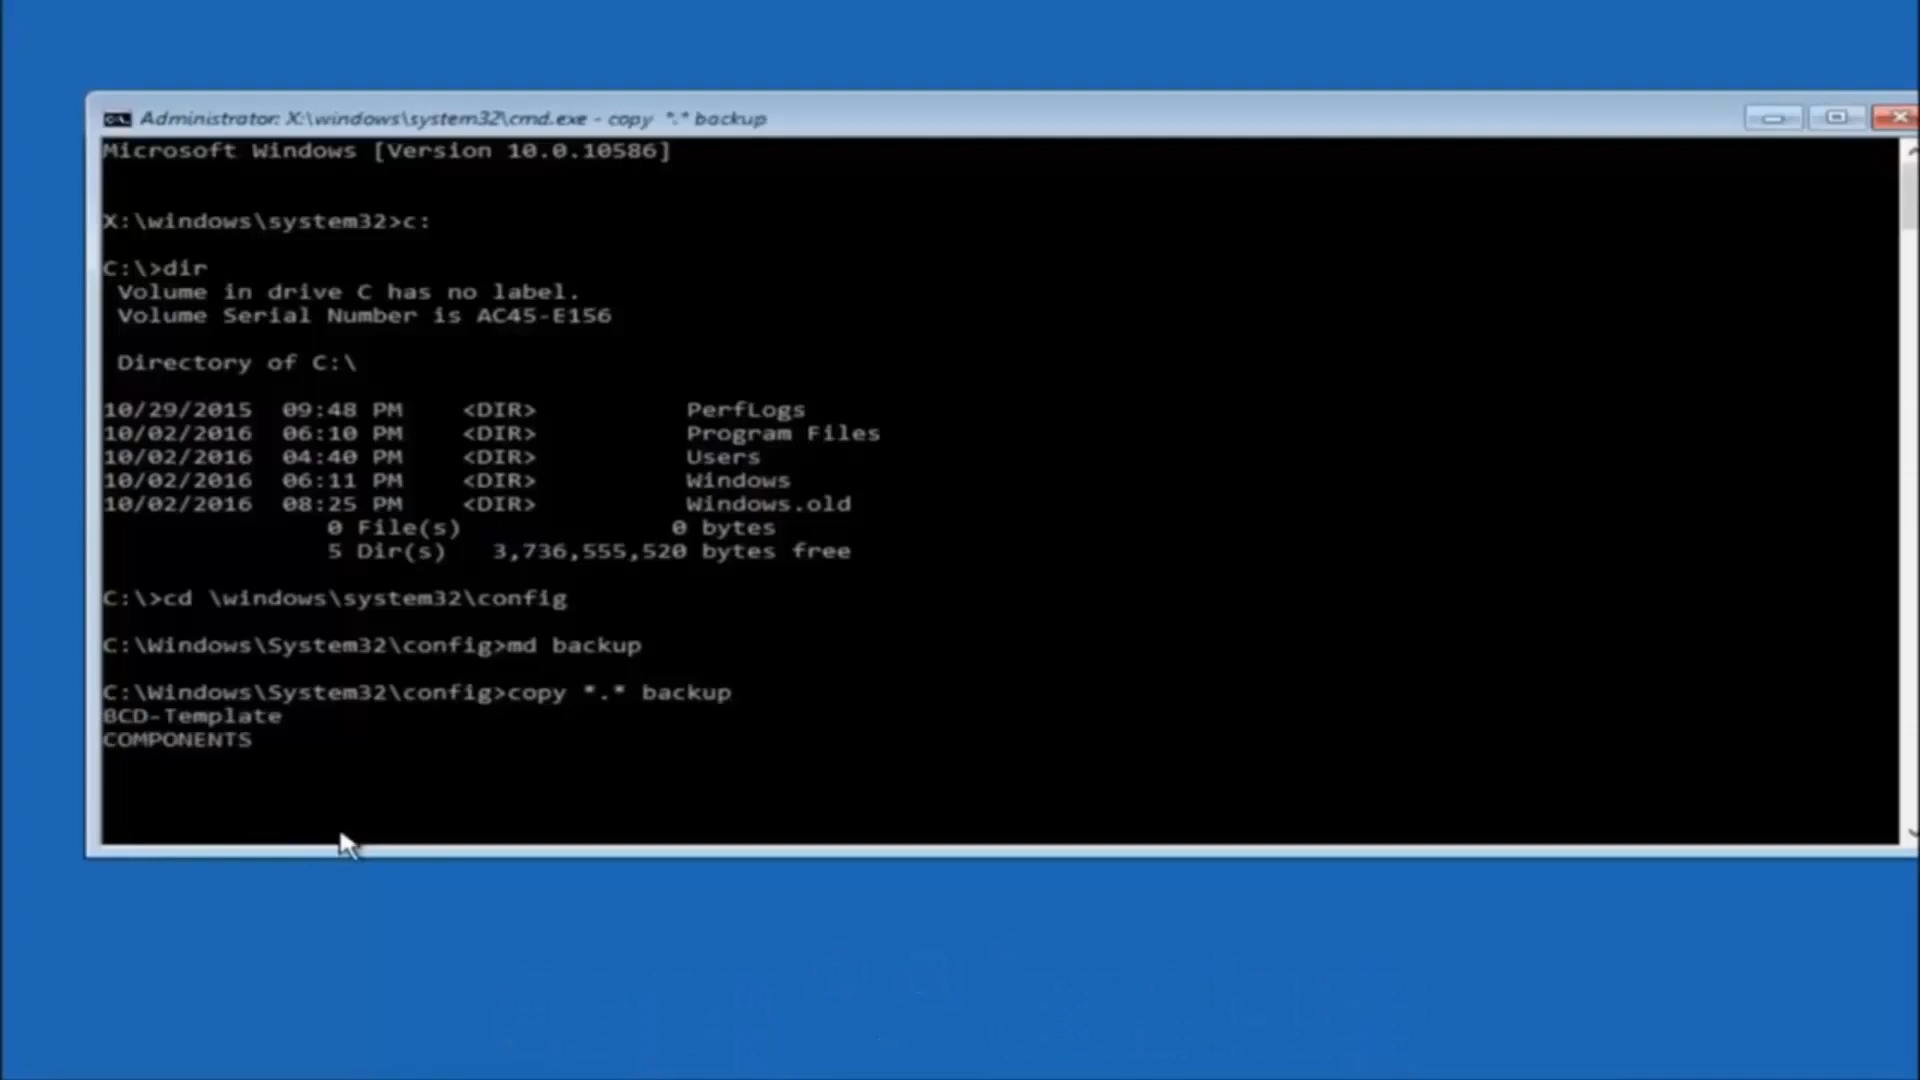 Administrator: X:\windows\system32\cmd.exe - copy *.* backup
Microsoft Windows [Version 10.0.10586]
X:\windows\system32>c:
C:\>dir
Volume in drive C has no label.
Volume Serial Number is AC45-E156
Directory of C:\
10/29/2015 09:48 PM <DIR> PerfLogs
10/02/2016 06:10 PM <DIR> Program Files
10/02/2016 04:40 PM <DIR> Users
10/02/2016 06:11 PM <DIR> Windows
10/02/2016 08:25 PM <DIR> Windows.old
0 File(s) 0 bytes
5 Dir(s) 3,736,555,520 bytes free
C:\>cd \windows\system32\config
C:\Windows\System32\config>md backup
C:\Windows\System32\config>copy *.* backup
BCD-Template
COMPONENTS